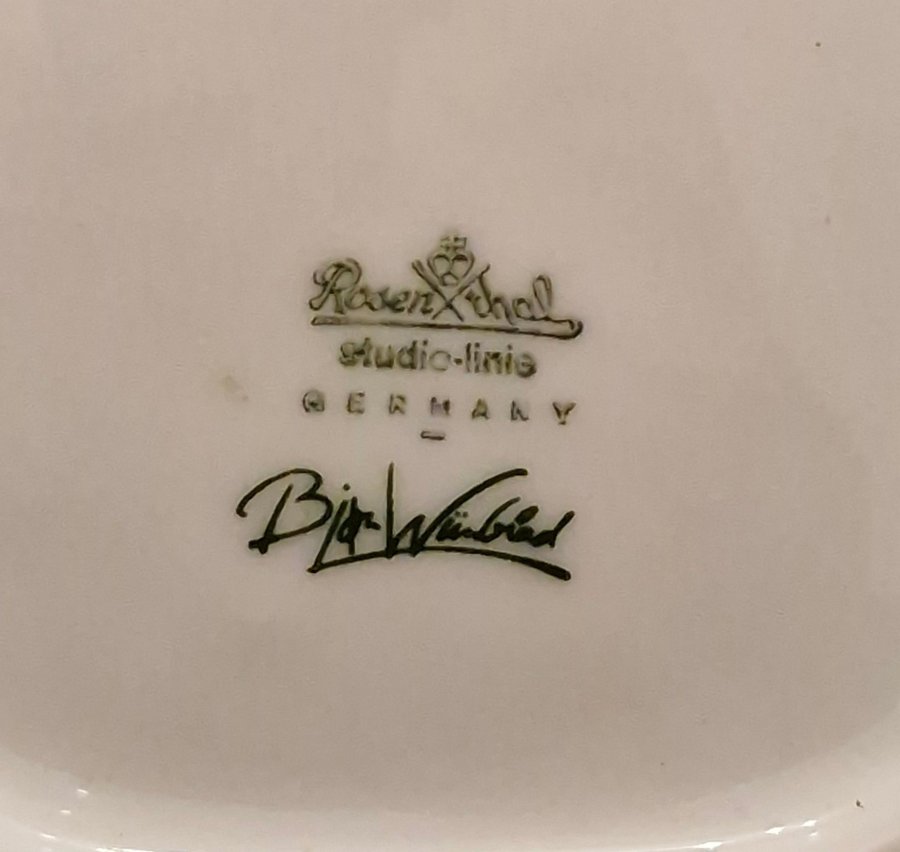 Rosenthal
studio-linie
GERMANY
Bjørn Wiinblad